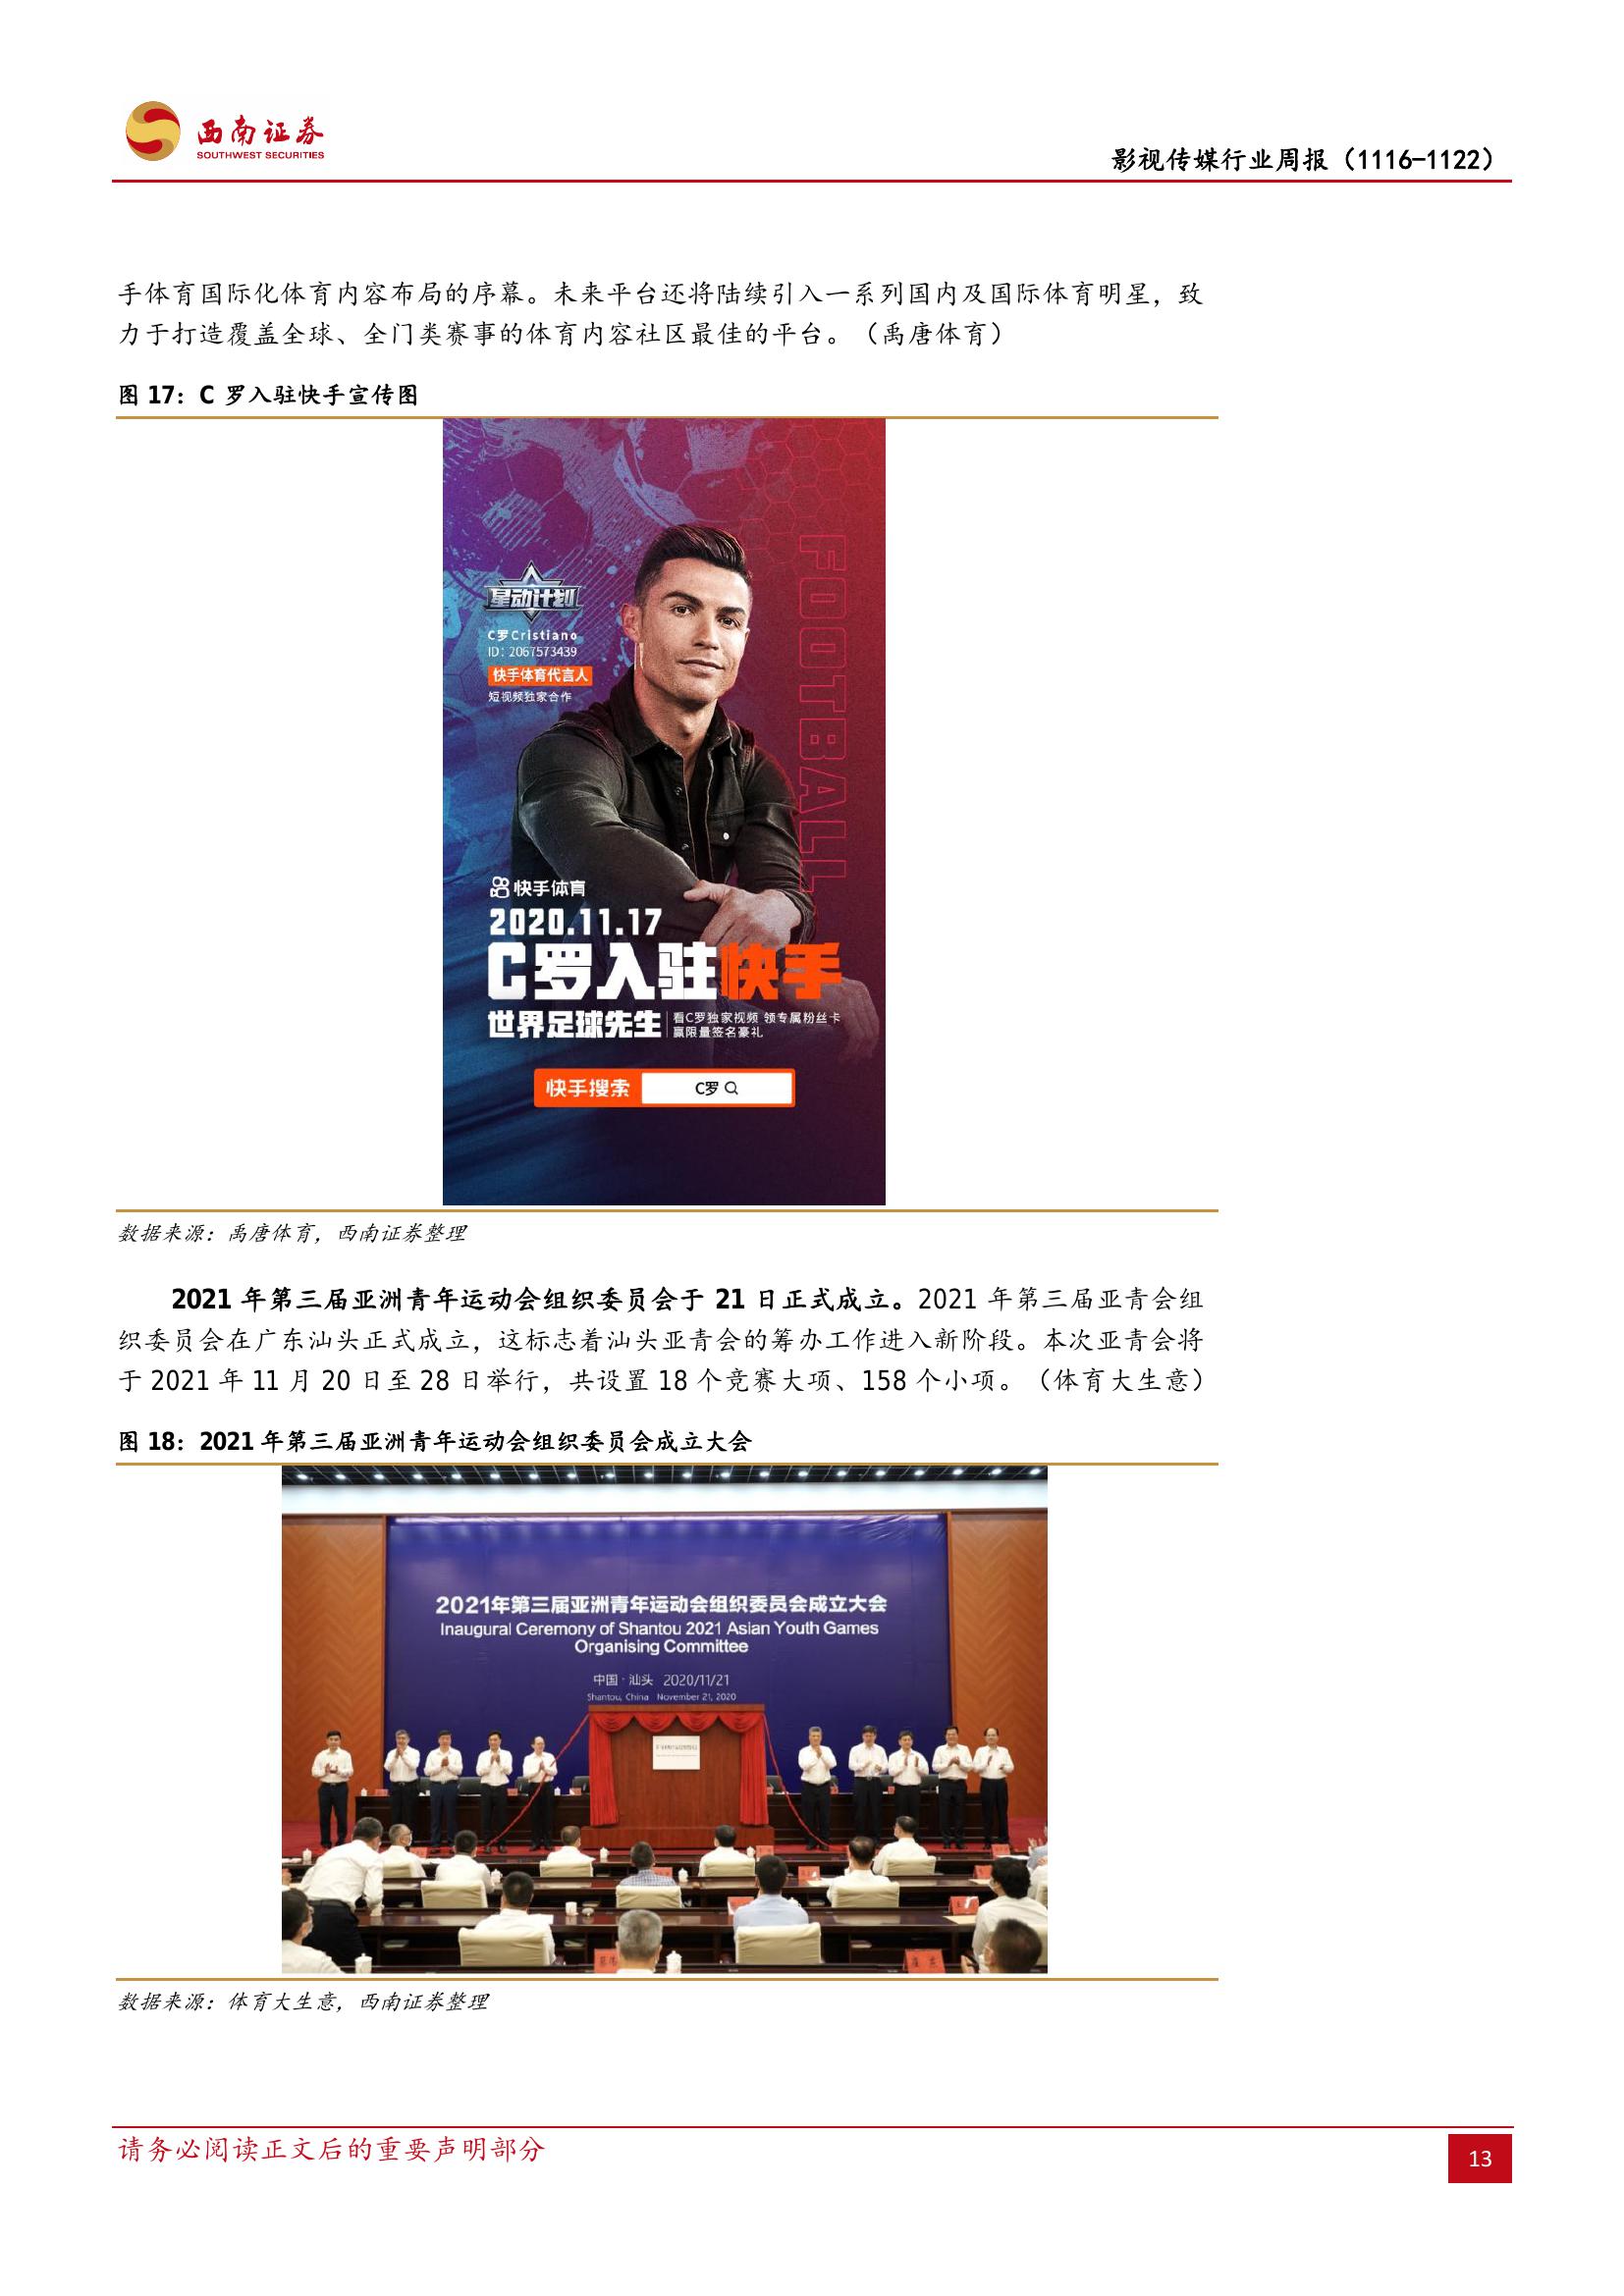 西南证券
SOUTHWEST SECURITIES
影视传媒行业周报（1116-1122）
手体育国际化体育内容布局的序幕。未来平台还将陆续引入一系列国内及国际体育明星，致
力于打造覆盖全球、全门类赛事的体育内容社区最佳的平台。（禹唐体育）
图 17：C 罗入驻快手宣传图
FOOTBALL
星动计划
C罗Cristiano
ID: 2067573439
快手体育代言人
短视频独家合作
快手体育
2020.11.17
C罗入驻快手
世界足球先生
看C罗独家视频 领专属粉丝卡
赢限量签名豪礼
快手搜索 C罗
数据来源：禹唐体育，西南证券整理
2021 年第三届亚洲青年运动会组织委员会于 21 日正式成立。2021 年第三届亚青会组
织委员会在广东汕头正式成立，这标志着汕头亚青会的筹办工作进入新阶段。本次亚青会将
于 2021 年 11 月 20 日至 28 日举行，共设置 18 个竞赛大项、158 个小项。（体育大生意）
图 18：2021 年第三届亚洲青年运动会组织委员会成立大会
2021年第三届亚洲青年运动会组织委员会成立大会
Inaugural Ceremony of Shantou 2021 Asian Youth Games
Organising Committee
中国·汕头 2020/11/21
Shantou, China November 21, 2020
数据来源：体育大生意，西南证券整理
请务必阅读正文后的重要声明部分
13